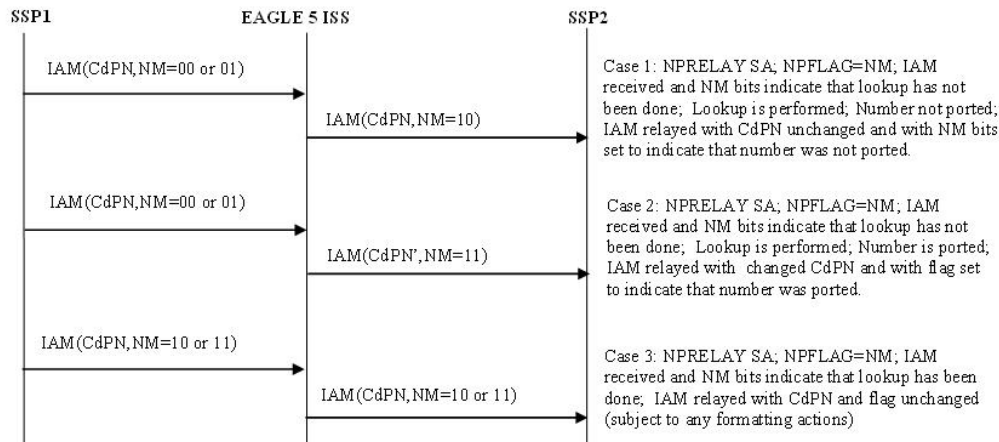 SSP1
EAGLE 5 ISS
SSP2
IAM(CdPN,NM=00 or 01)
IAM(CdPN,NM=10)
Case 1: NPRELAY SA; NPFLAG=NM; IAM
received and NM bits indicate that lookup has not
been done; Lookup is performed; Number not ported;
IAM relayed with CdPN unchanged and with NM bits
set to indicate that number was not ported.
IAM(CdPN,NM=00 or 01)
IAM(CdPN',NM=11)
Case 2: NPRELAY SA; NPFLAG=NM; IAM
received and NM bits indicate that lookup has not
been done; Lookup is performed; Number is ported;
IAM relayed with changed CdPN and with flag set
to indicate that number was ported.
IAM(CdPN,NM=10 or 11)
IAM(CdPN,NM=10 or 11)
Case 3: NPRELAY SA; NPFLAG=NM; IAM
received and NM bits indicate that lookup has been
done; IAM relayed with CdPN and flag unchanged
(subject to any formatting actions)